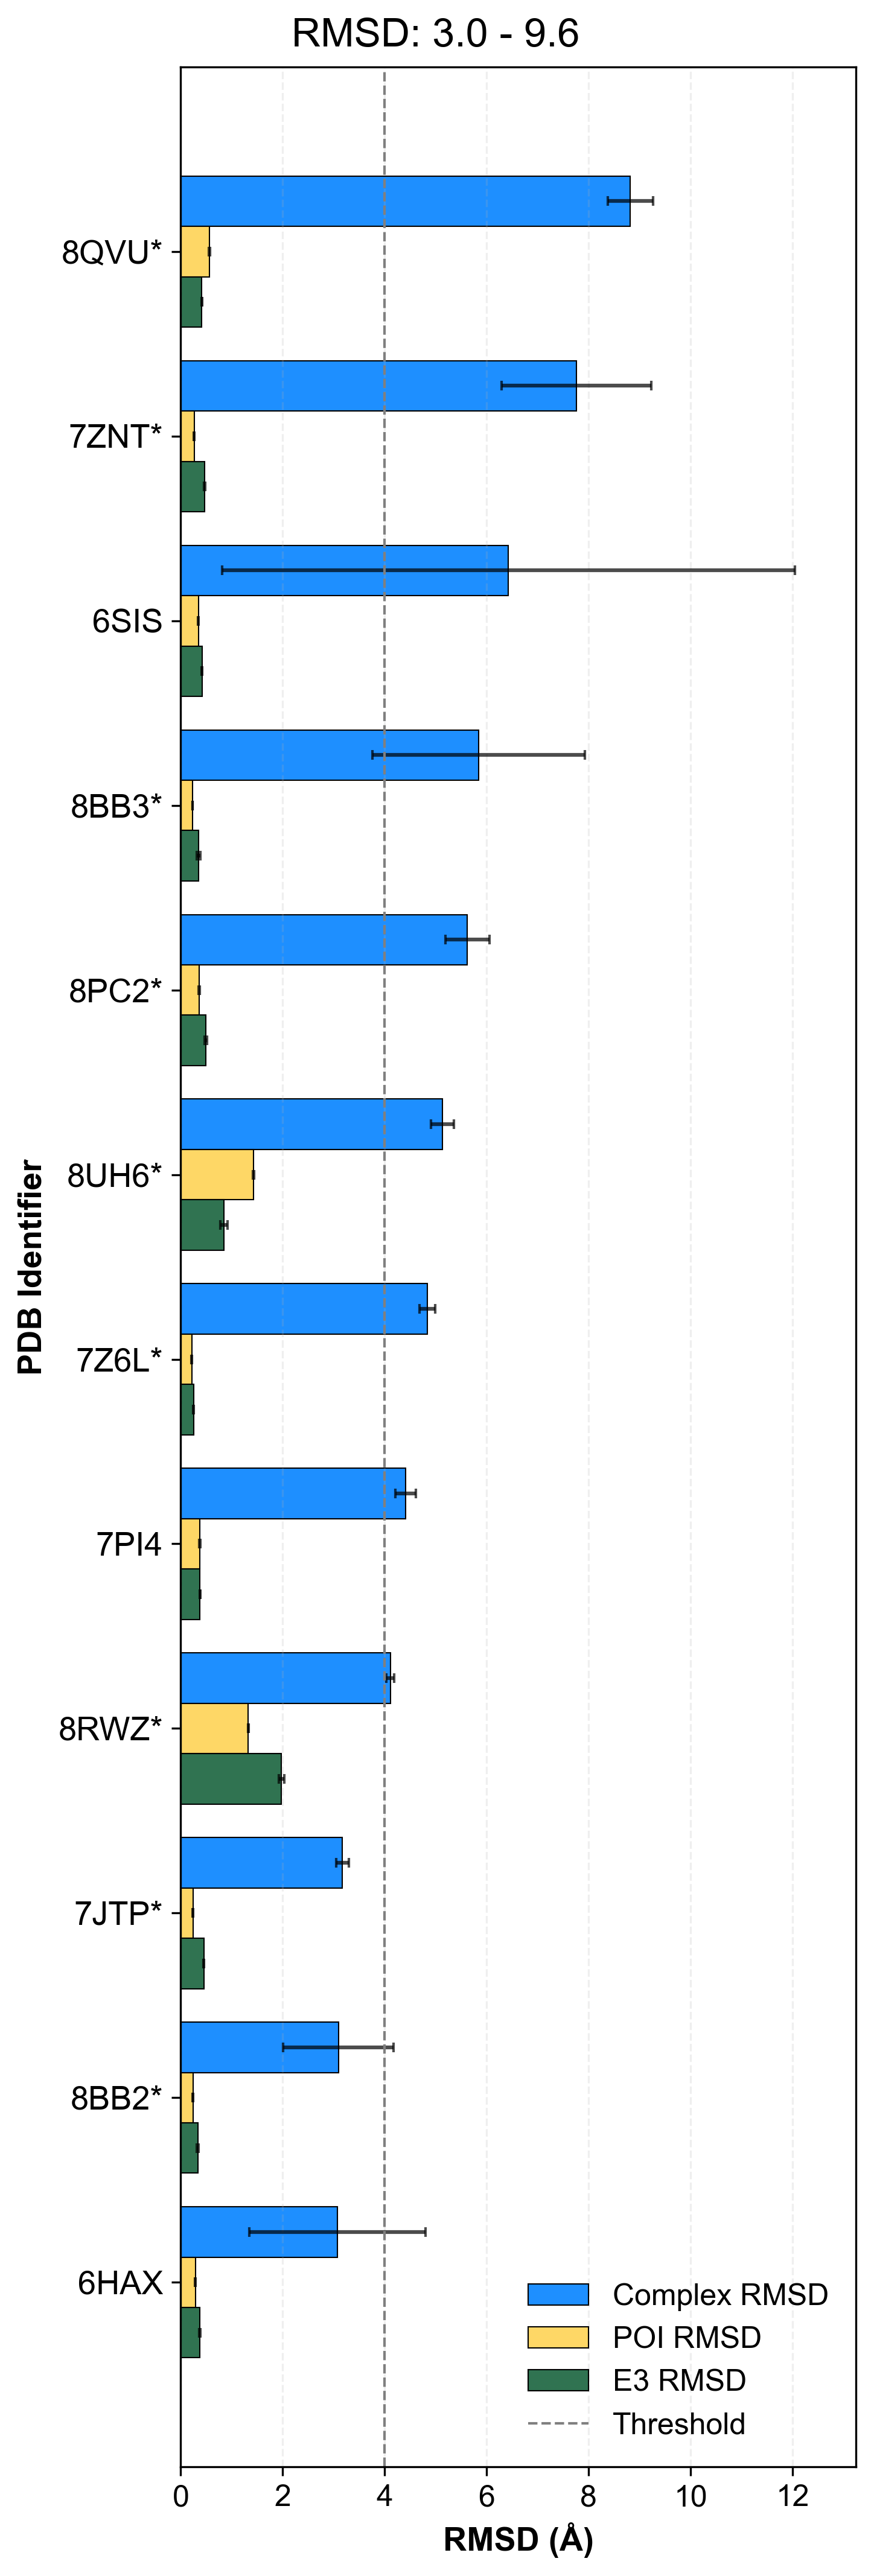 RMSD: 3.0 - 9.6
8QVU*
7ZNT*
6SIS
8BB3*
8PC2*
8UH6*
7Z6L*
7PI4
8RWZ*
7JTP*
8BB2*
6HAX
PDB Identifier
Complex RMSD
POI RMSD
E3 RMSD
Threshold
0 2 4 6 8 10 12
RMSD (Å)